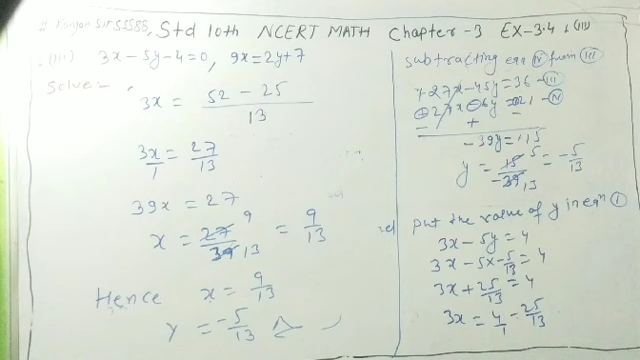 # Ranjan Sir SSSSS, Std 10th NCERT MATH Chapter-3 EX-3.4, (iii)
(iii) 3x-5y-4=0, 9x=2y+7
Solve:-
3x = 52-25/13
3x/1 = 27/13
39x = 27
x = 27/39 9 13 = 9/13
Hence x = 9/13
y = -5/13
Subtracting eqn (IV) from (III)
27x-45y=36-(III)
27x-6y=21-(IV)
- + -
-39y=15
y = 15/-39 5 13 = -5/13
put the value of y in eqn (I)
3x-5y=4
3x-5x-5/13=4
3x+25/13=4
3x=4/1-25/13